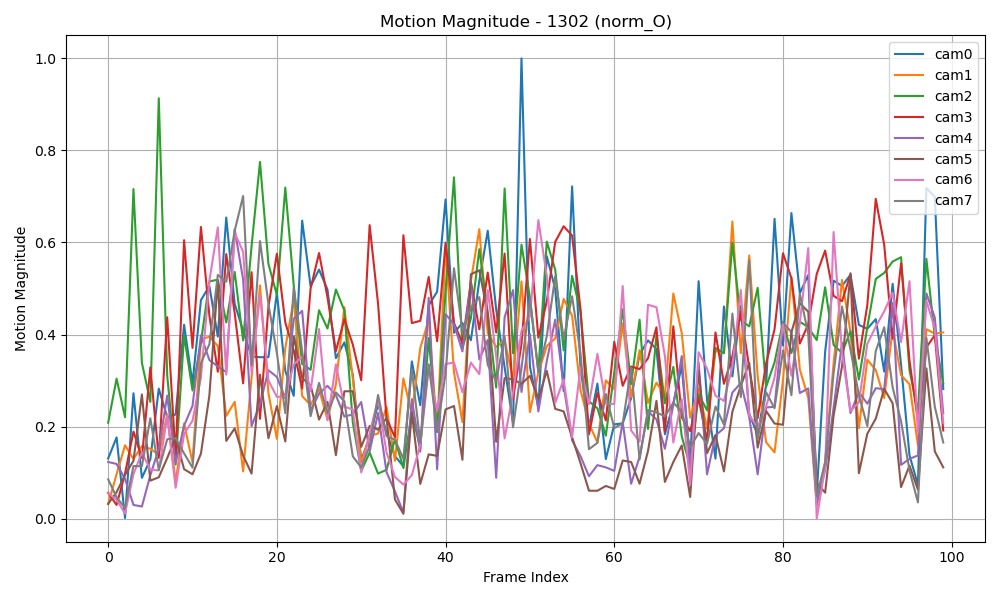 Motion Magnitude - 1302 (norm_O)
1.0
0.8
0.6
0.4
0.2
0.0
Motion Magnitude
0 20 40 60 80 100
Frame Index
cam0
cam1
cam2
cam3
cam4
cam5
cam6
cam7